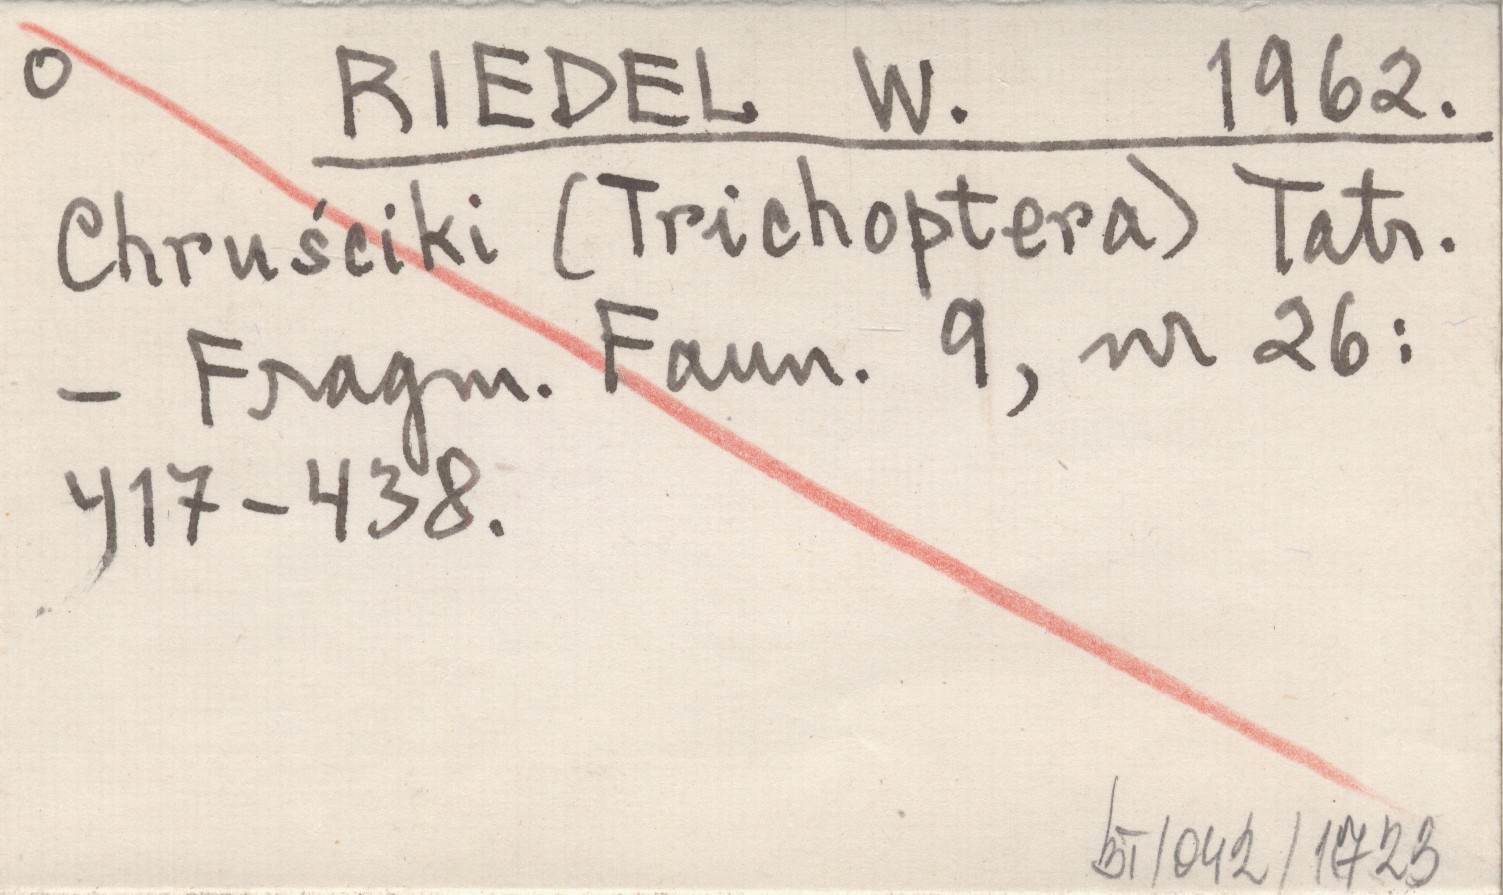 O RIEDEL W. 1962.
Chruściki (Trichoptera) Tatr.
- Fragm. Faun. 9, nr 26:
417-438.
bT/042/1723